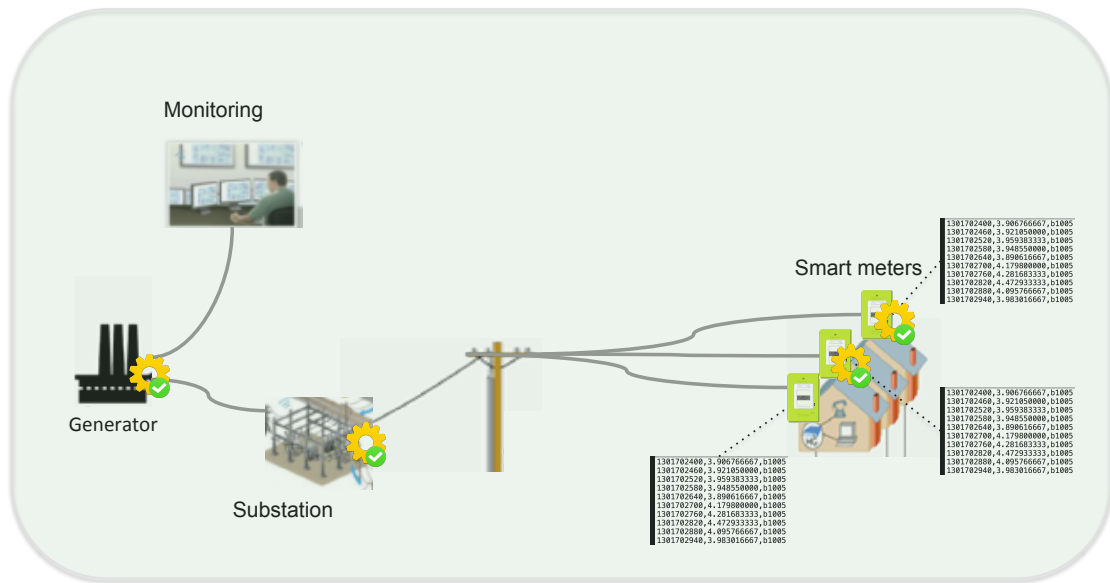 Monitoring
Smart meters
1301702400,3.906766667,b1005
1301702460,3.921050000,b1005
1301702520,3.959383333,b1005
1301702580,3.948550000,b1005
1301702640,3.890616667,b1005
1301702700,4.179800000,b1005
1301702760,4.281683333,b1005
1301702820,4.472933333,b1005
1301702880,4.095766667,b1005
1301702940,3.983016667,b1005
Generator
1301702400,3.906766667,b1005
1301702460,3.921050000,b1005
1301702520,3.959383333,b1005
1301702580,3.948550000,b1005
1301702640,3.890616667,b1005
1301702700,4.179800000,b1005
1301702760,4.281683333,b1005
1301702820,4.472933333,b1005
1301702880,4.095766667,b1005
1301702940,3.983016667,b1005
Substation
1301702400,3.906766667,b1005
1301702460,3.921050000,b1005
1301702520,3.959383333,b1005
1301702580,3.948550000,b1005
1301702640,3.890616667,b1005
1301702700,4.179800000,b1005
1301702760,4.281683333,b1005
1301702820,4.472933333,b1005
1301702880,4.095766667,b1005
1301702940,3.983016667,b1005